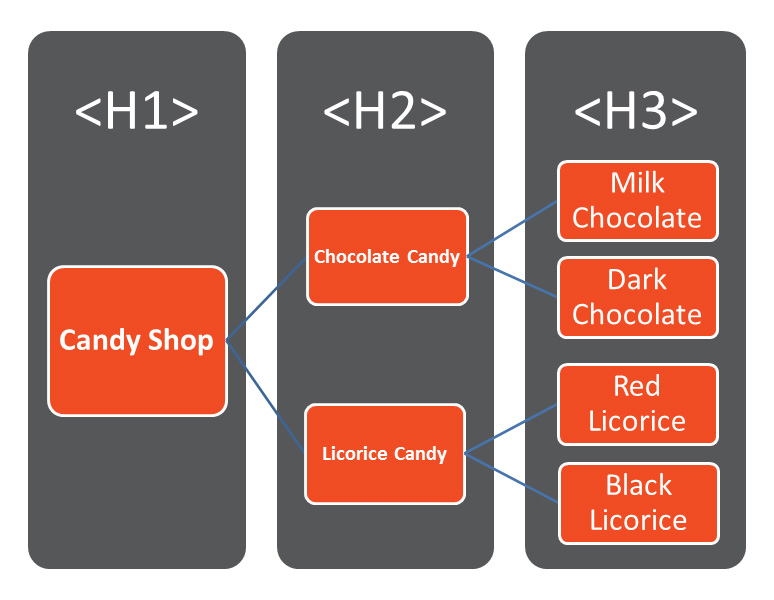 <H1>
<H2>
<H3>
Candy Shop
Chocolate Candy
Licorice Candy
Milk
Chocolate
Dark
Chocolate
Red
Licorice
Black
Licorice